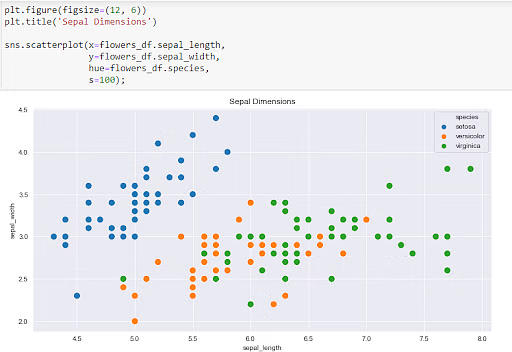 plt.figure(figsize=(12, 6))
plt.title('Sepal Dimensions')
sns.scatterplot(x=flowers_df.sepal_length,
y=flowers_df.sepal_width,
hue=flowers_df.species,
s=100);
Sepal Dimensions
4.5
species
setosa
versicolor
virginica
4.0
3.5
sepal_width
3.0
2.5
2.0
4.5 5.0 5.5 6.0 6.5 7.0 7.5 8.0
sepal_length